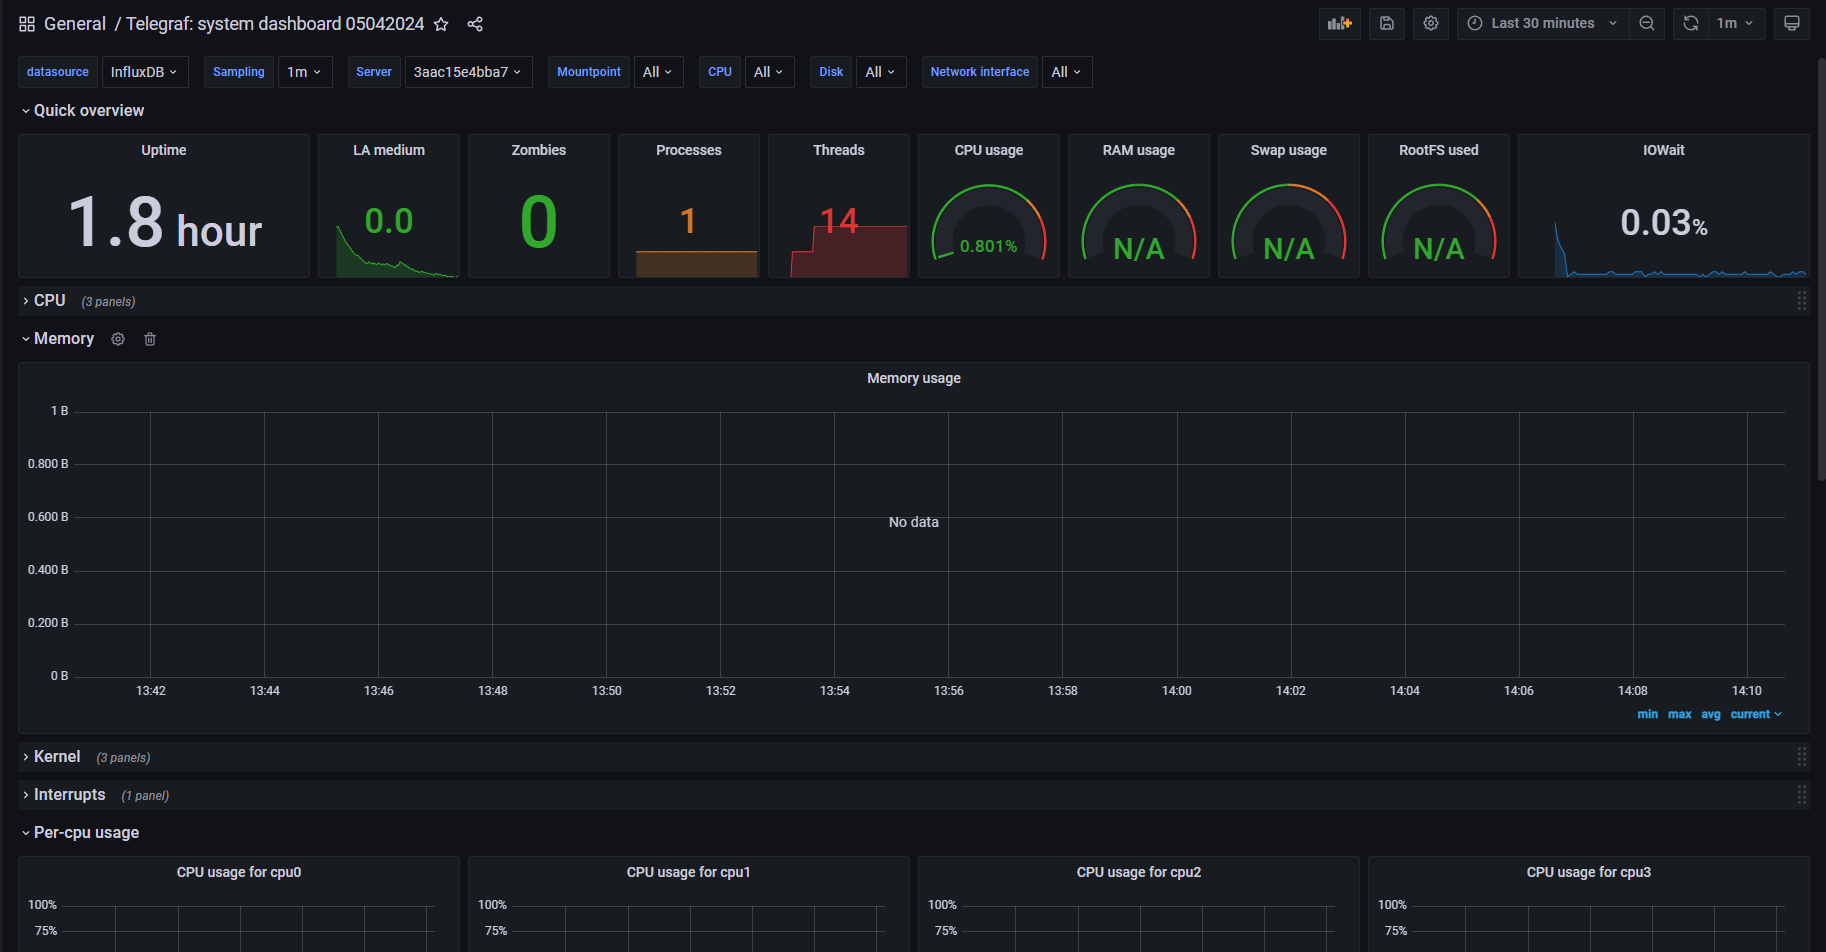 General / Telegraf: system dashboard 05042024
Last 30 minutes
1m
datasource InfluxDB Sampling 1m Server 3aac15e4bba7 Mountpoint All CPU All Disk All Network interface All
Quick overview
Uptime
1.8 hour
LA medium
0.0
Zombies
0
Processes
1
Threads
14
CPU usage
0.801%
RAM usage
N/A
Swap usage
N/A
RootFS used
N/A
IOWait
0.03%
CPU (3 panels)
Memory
Memory usage
1 B
0.800 B
0.600 B
0.400 B
0.200 B
0 B
No data
13:42 13:44 13:46 13:48 13:50 13:52 13:54 13:56 13:58 14:00 14:02 14:04 14:06 14:08 14:10
min max avg current
Kernel (3 panels)
Interrupts (1 panel)
Per-cpu usage
CPU usage for cpu0
100%
75%
CPU usage for cpu1
100%
75%
CPU usage for cpu2
100%
75%
CPU usage for cpu3
100%
75%